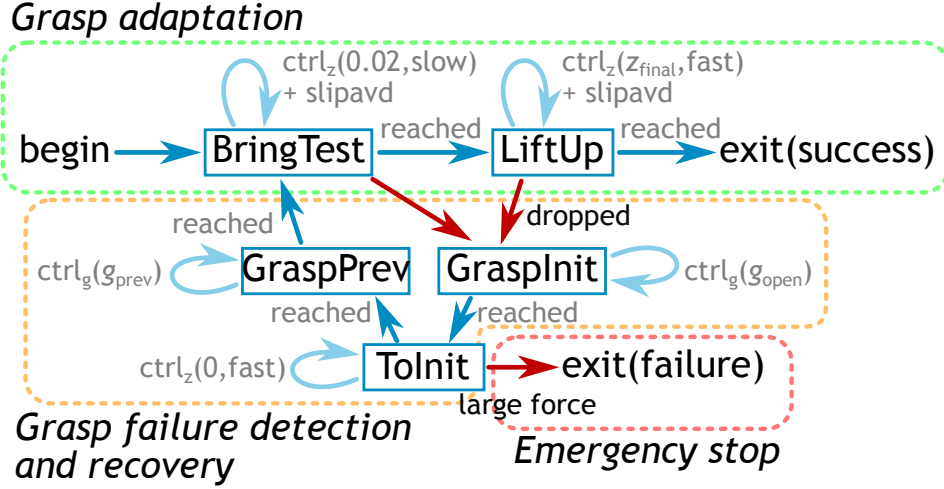 Grasp adaptation
ctrl_z(0.02,slow)
+ slipavd
ctrl_z(z_final,fast)
+ slipavd
begin
BringTest
reached
LiftUp
reached
exit(success)
dropped
reached
ctrl_g(g_prev)
GraspPrev
GraspInit
ctrl_g(g_open)
reached
reached
ctrl_z(0,fast)
ToInit
exit(failure)
large force
Grasp failure detection
and recovery
Emergency stop